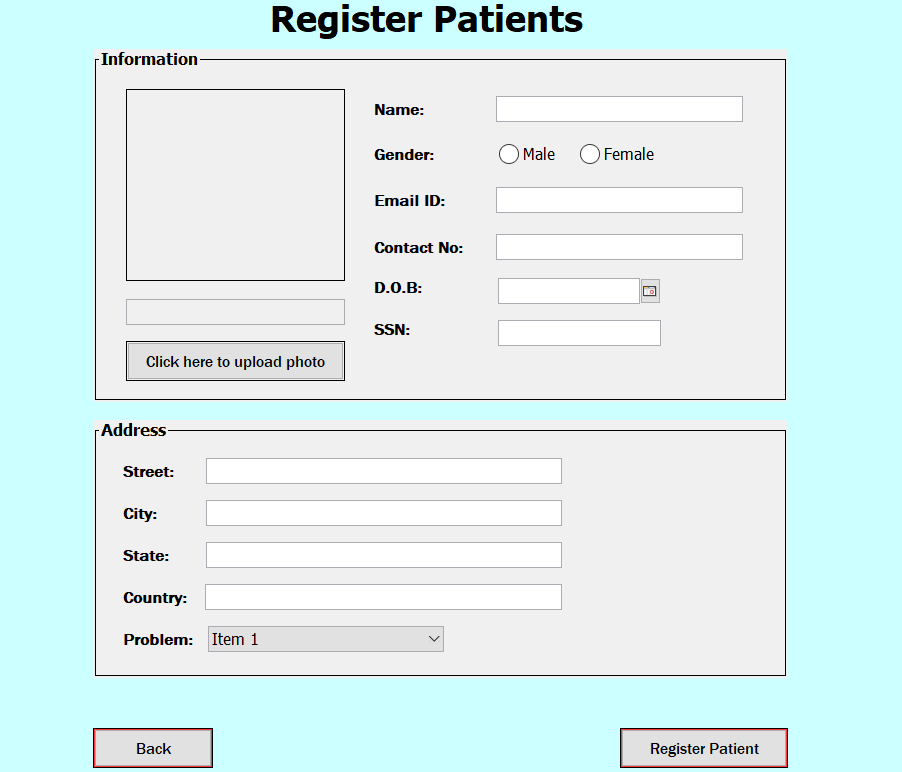 Register Patients
Information
Name:
Gender: Male Female
Email ID:
Contact No:
D.O.B:
SSN:
Click here to upload photo
Address
Street:
City:
State:
Country:
Problem: Item 1
Back Register Patient